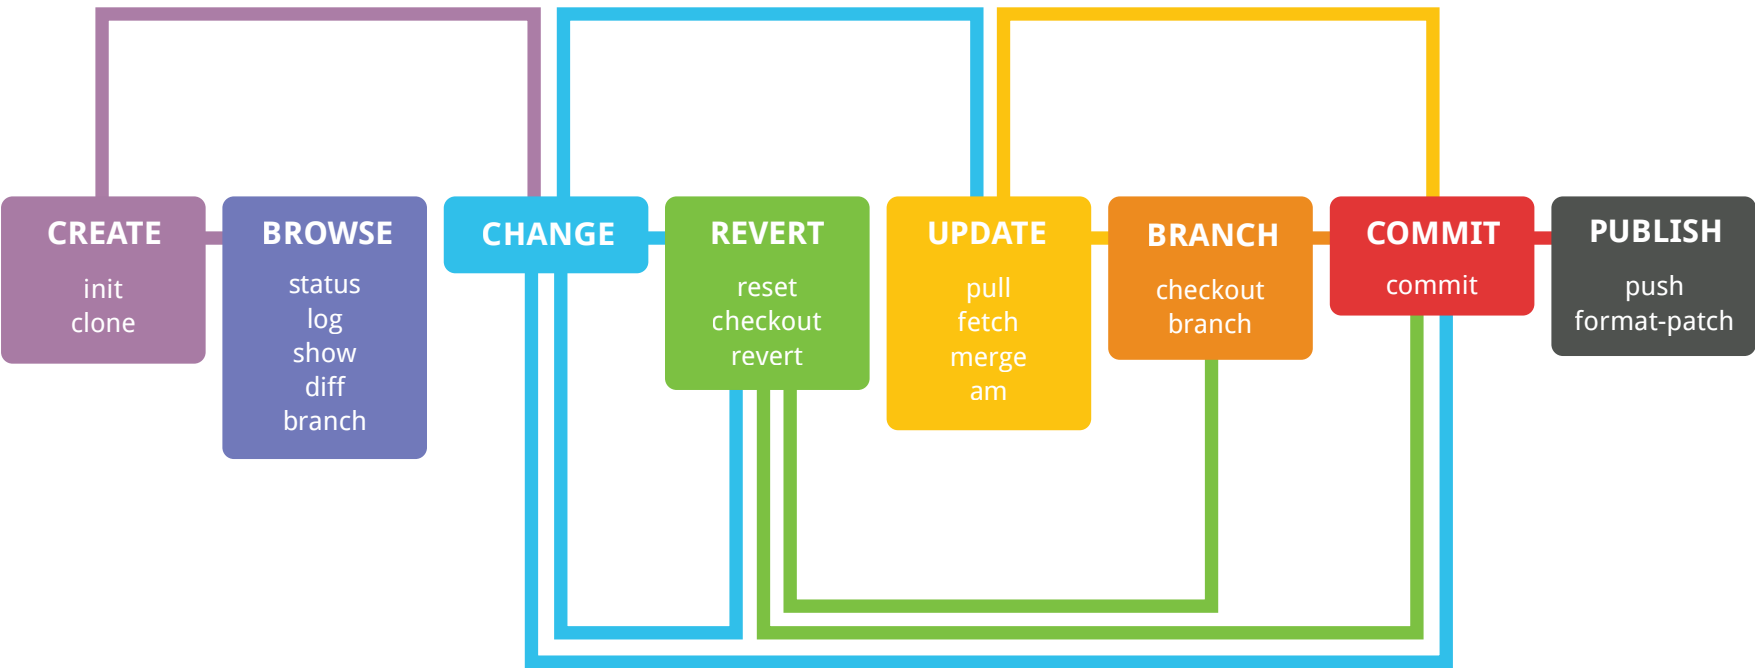 CREATE
init
clone
BROWSE
status
log
show
diff
branch
CHANGE
REVERT
reset
checkout
revert
UPDATE
pull
fetch
merge
am
BRANCH
checkout
branch
COMMIT
commit
PUBLISH
push
format-patch